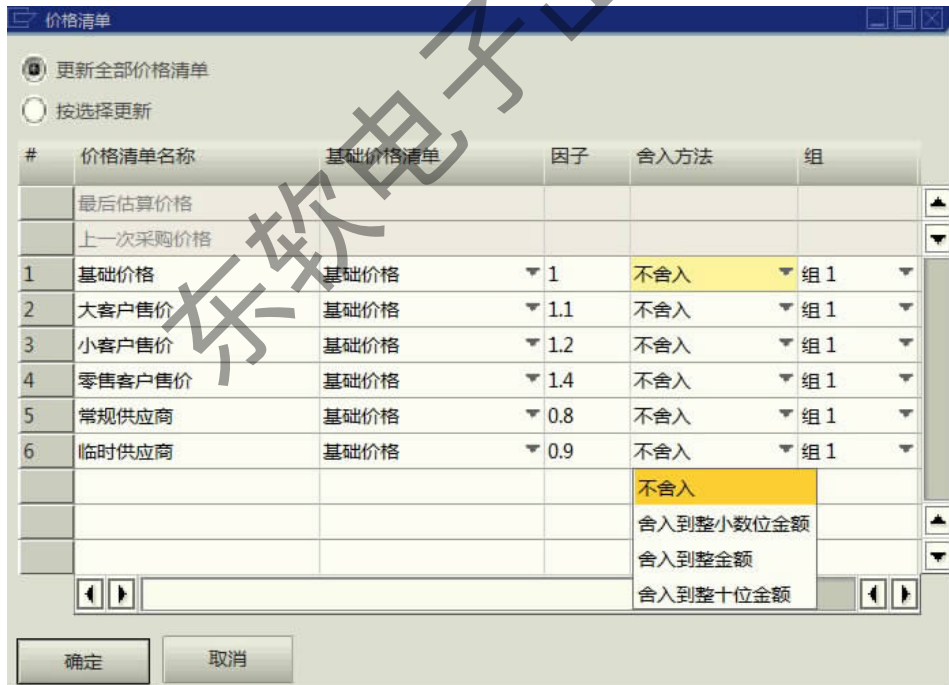 价格清单
更新全部价格清单
按选择更新
# 价格清单名称 基础价格清单 因子 舍入方法 组
最后估算价格
上一次采购价格
1 基础价格 基础价格 1 不舍入 组 1
2 大客户售价 基础价格 1.1 不舍入 组 1
3 小客户售价 基础价格 1.2 不舍入 组 1
4 零售客户售价 基础价格 1.4 不舍入 组 1
5 常规供应商 基础价格 0.8 不舍入 组 1
6 临时供应商 基础价格 0.9 不舍入 组 1
不舍入
舍入到整小数位金额
舍入到整金额
舍入到整十位金额
确定 取消
东软电子